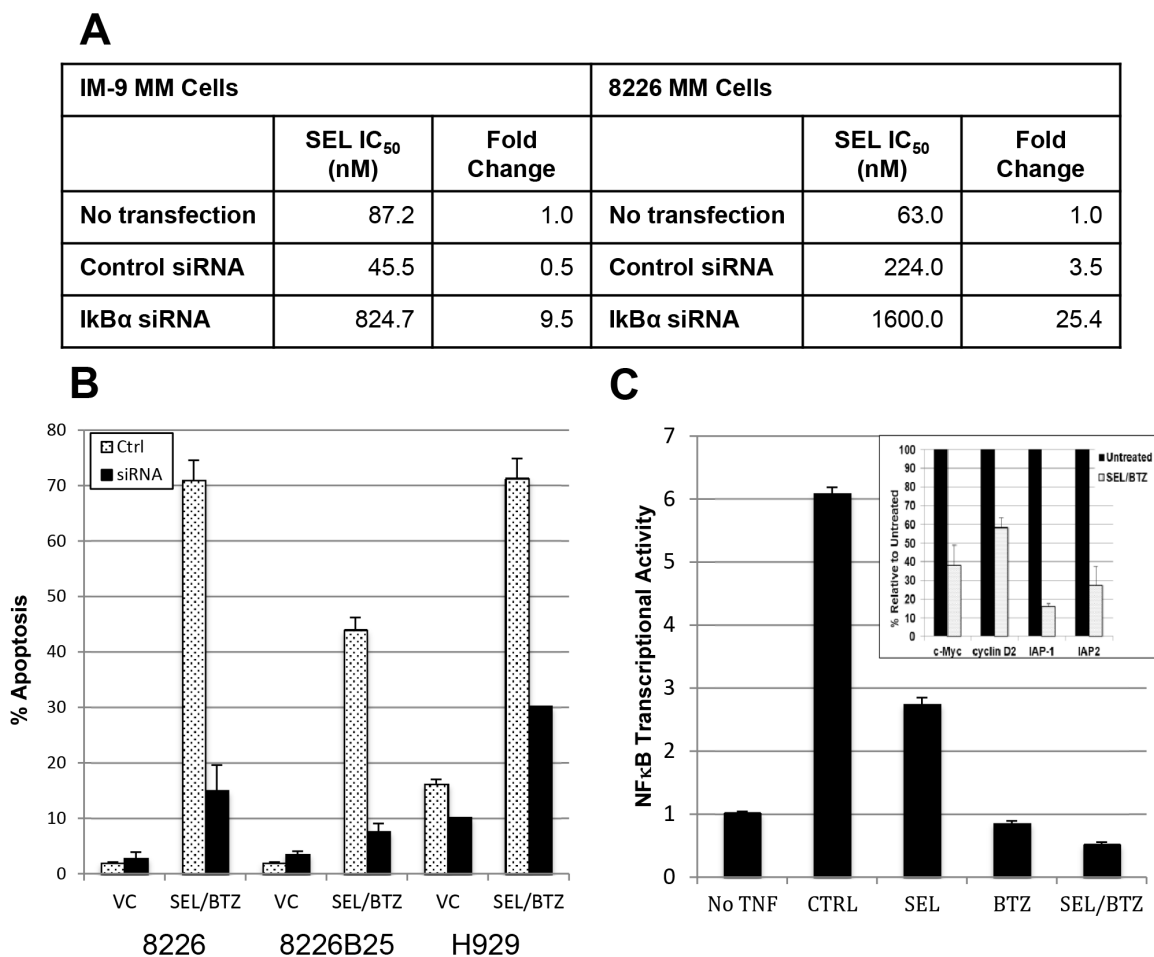 A
IM-9 MM Cells 8226 MM Cells
SEL IC50 (nM) Fold Change SEL IC50 (nM) Fold Change
No transfection 87.2 1.0 No transfection 63.0 1.0
Control siRNA 45.5 0.5 Control siRNA 224.0 3.5
IkBα siRNA 824.7 9.5 IkBα siRNA 1600.0 25.4
B
% Apoptosis
80
70
60
50
40
30
20
10
0
Ctrl
siRNA
VC SEL/BTZ VC SEL/BTZ VC SEL/BTZ
8226 8226B25 H929
C
NFκB Transcriptional Activity
7
6
5
4
3
2
1
0
No TNF CTRL SEL BTZ SEL/BTZ
% Relative to Untreated
100
90
80
70
60
50
40
30
20
10
0
Untreated
SEL/BTZ
c-Myc cyclin D2 IAP-1 IAP2